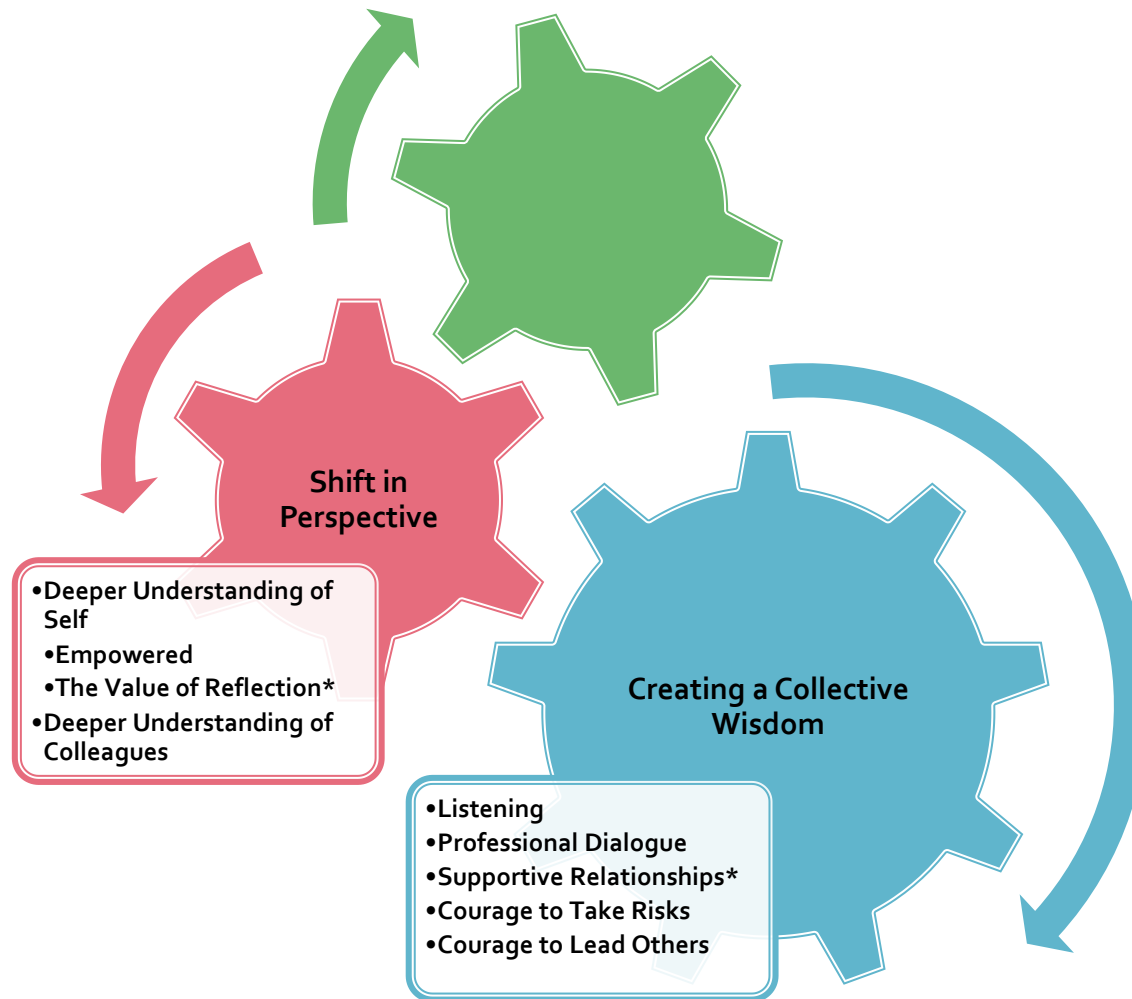 Shift in
Perspective
•Deeper Understanding of
Self
•Empowered
•The Value of Reflection*
•Deeper Understanding of
Colleagues
Creating a Collective
Wisdom
•Listening
•Professional Dialogue
•Supportive Relationships*
•Courage to Take Risks
•Courage to Lead Others